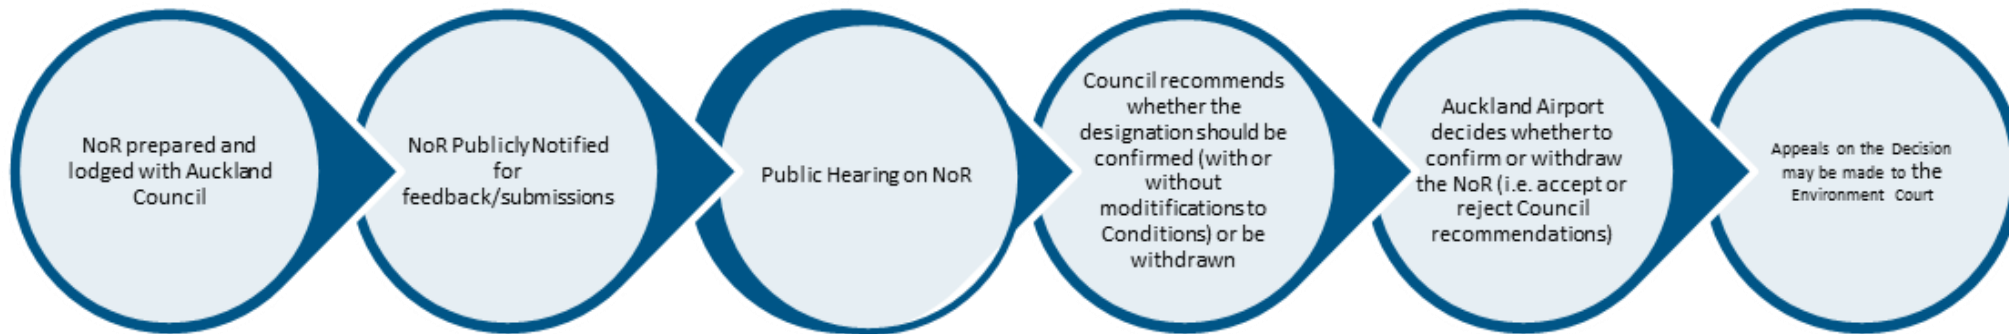 NoR prepared and
lodged with Auckland
Council
NoR Publicly Notified
for
feedback/submissions
Public Hearing on NoR
Council recommends
whether the
designation should be
confirmed (with or
without
moditifications to
Conditions) or be
withdrawn
Auckland Airport
decides whether to
confirm or withdraw
the NoR (i.e. accept or
reject Council
recommendations)
Appeals on the Decision
may be made to the
Environment Court